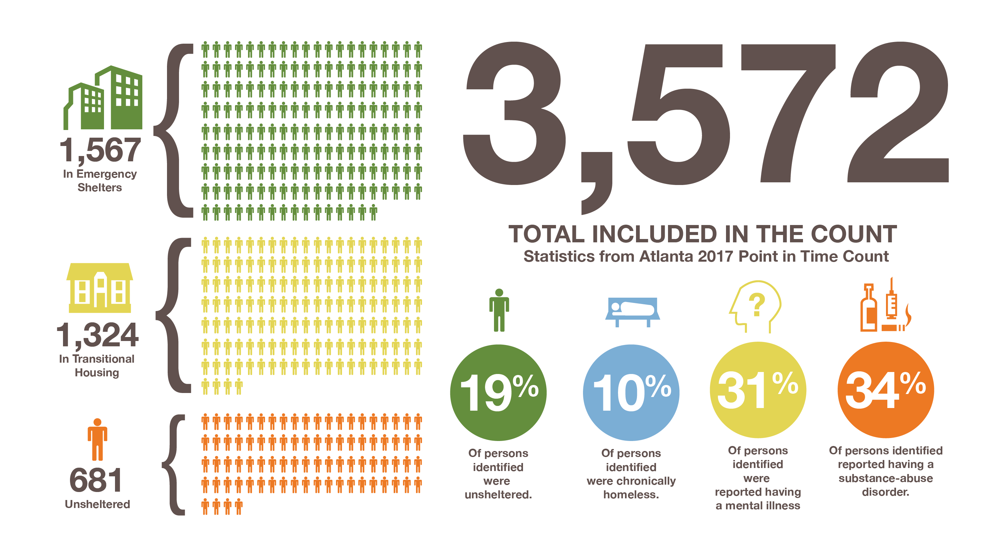 1,567
In Emergency
Shelters
1,324
In Transitional
Housing
681
Unsheltered
3,572
TOTAL INCLUDED IN THE COUNT
Statistics from Atlanta 2017 Point in Time Count
?
19%
Of persons
identified
were
unsheltered.
10%
Of persons
identified
were chronically
homeless.
31%
Of persons
identified
were
reported having
a mental illness
34%
Of persons identified
reported having a
substance-abuse
disorder.